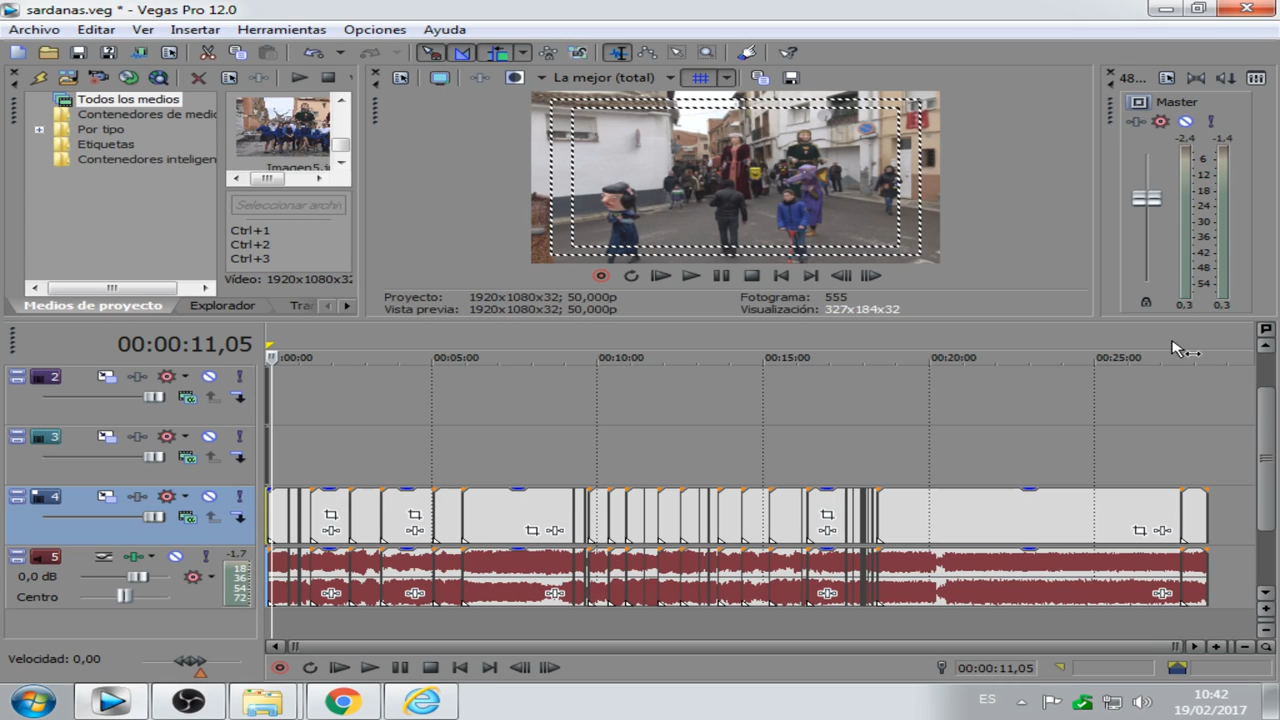 sardanas.veg * - Vegas Pro 12.0
Archivo Editar Ver Insertar Herramientas Opciones Ayuda
Todos los medios
Contenedores de medic
Por tipo
Etiquetas
Contenedores inteligen
Imagen5.j
Seleccionar archiv
Ctrl+1
Ctrl+2
Ctrl+3
Vídeo: 1920x1080x32
Medios de proyecto Explorador Tra
La mejor (total)
Proyecto: 1920x1080x32; 50,000p Fotograma: 555
Vista previa: 1920x1080x32; 50,000p Visualización: 327x184x32
48...
Master
-2,4 -1,4
6
12
18
24
30
36
42
48
54
0,3 0,3
00:00:11,05
:00:00 00:05:00 00:10:00 00:15:00 00:20:00 00:25:00
2
3
4
5
-1.7
0,0 dB
Centro
18
36
54
72
Velocidad: 0,00
00:00:11,05
ES
10:42
19/02/2017